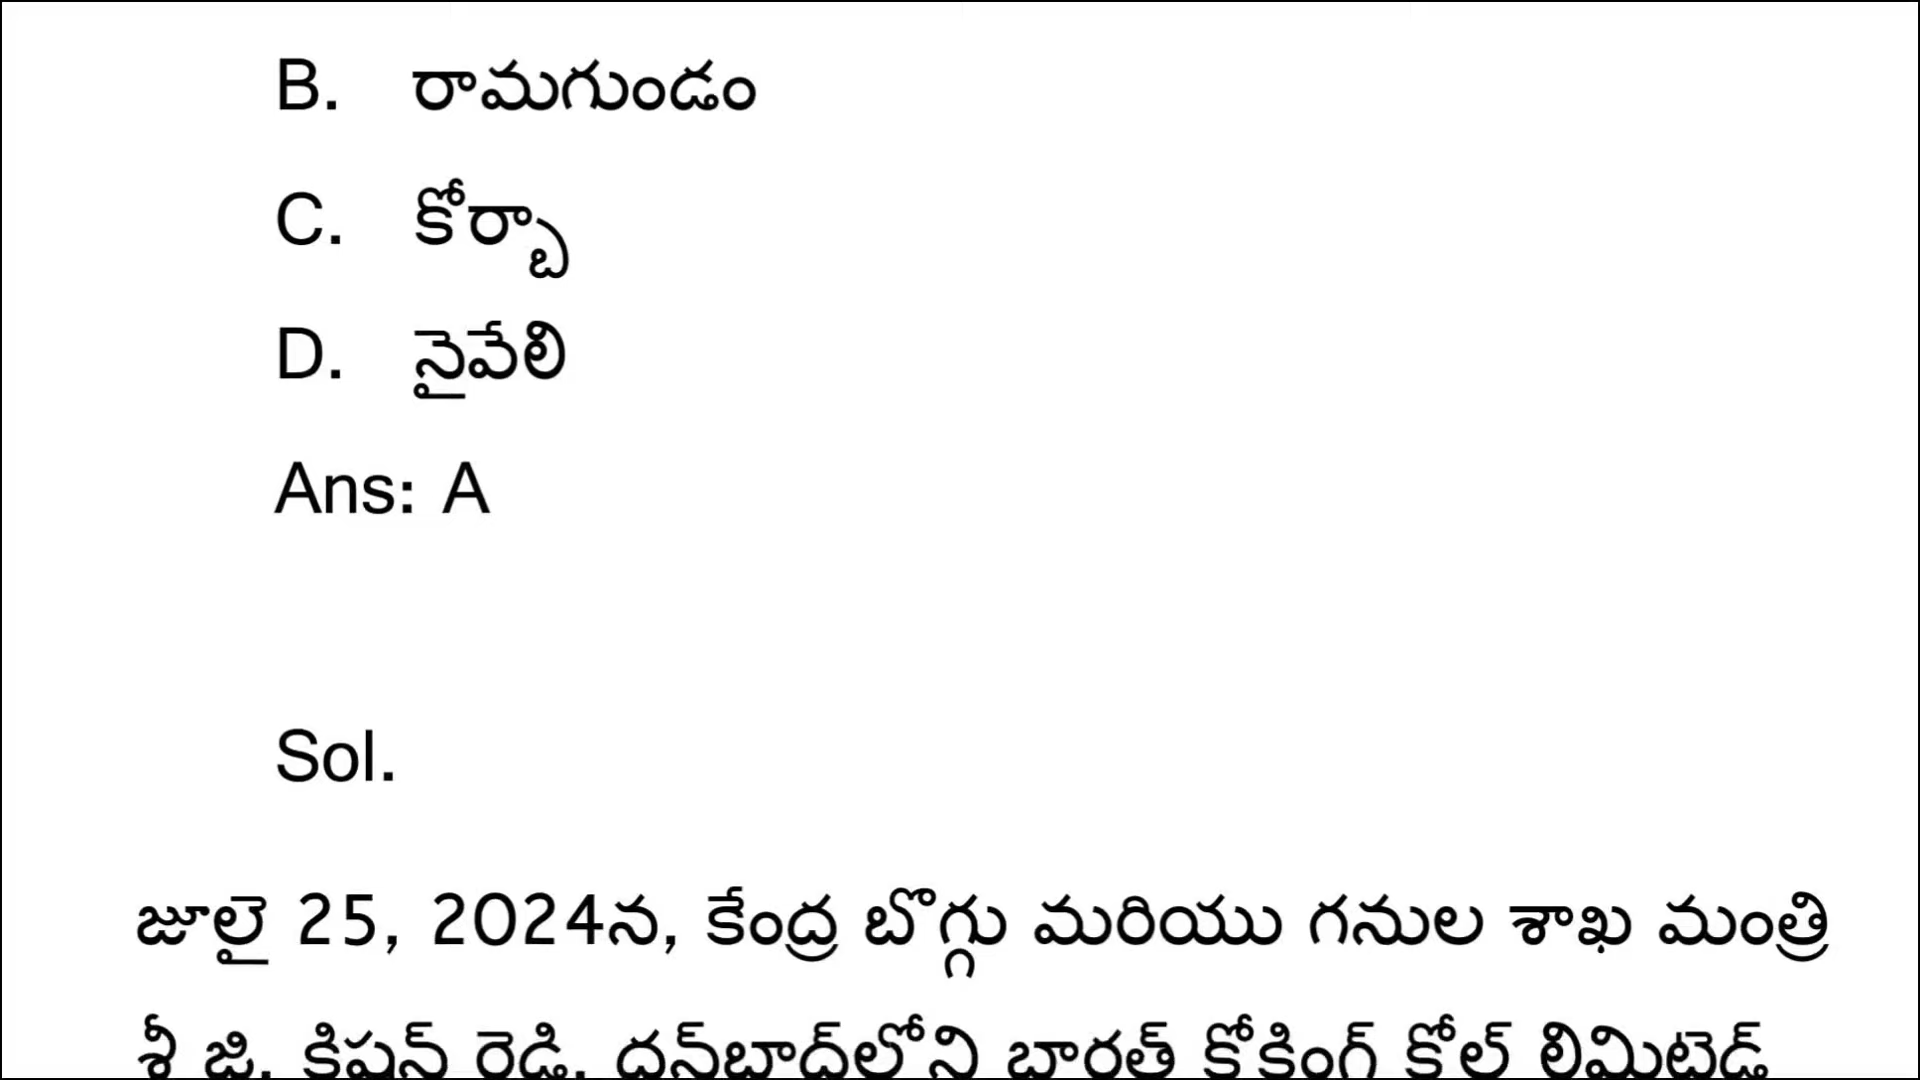 B. రామగుండం
C. కోర్బా
D. నైవేలి
Ans: A
Sol.
జూలై 25, 2024న, కేంద్ర బొగ్గు మరియు గనుల శాఖ మంత్రి
శ్రీ జి. కిషన్ రెడ్డి, ధన్‌బాద్‌లోని భారత్ కోకింగ్ కోల్ లిమిటెడ్